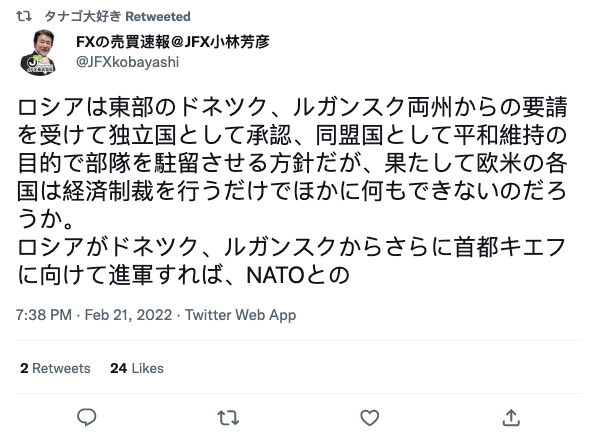 タナゴ大好き Retweeted
FXの売買速報＠JFX小林芳彦
@JFXkobayashi
ロシアは東部のドネツク、ルガンスク両州からの要請
を受けて独立国として承認、同盟国として平和維持の
目的で部隊を駐留させる方針だが、果たして欧米の各
国は経済制裁を行うだけでほかに何もできないのだろ
うか。
ロシアがドネツク、ルガンスクからさらに首都キエフ
に向けて進軍すれば、NATOとの
7:38 PM · Feb 21, 2022 · Twitter Web App
2 Retweets 24 Likes